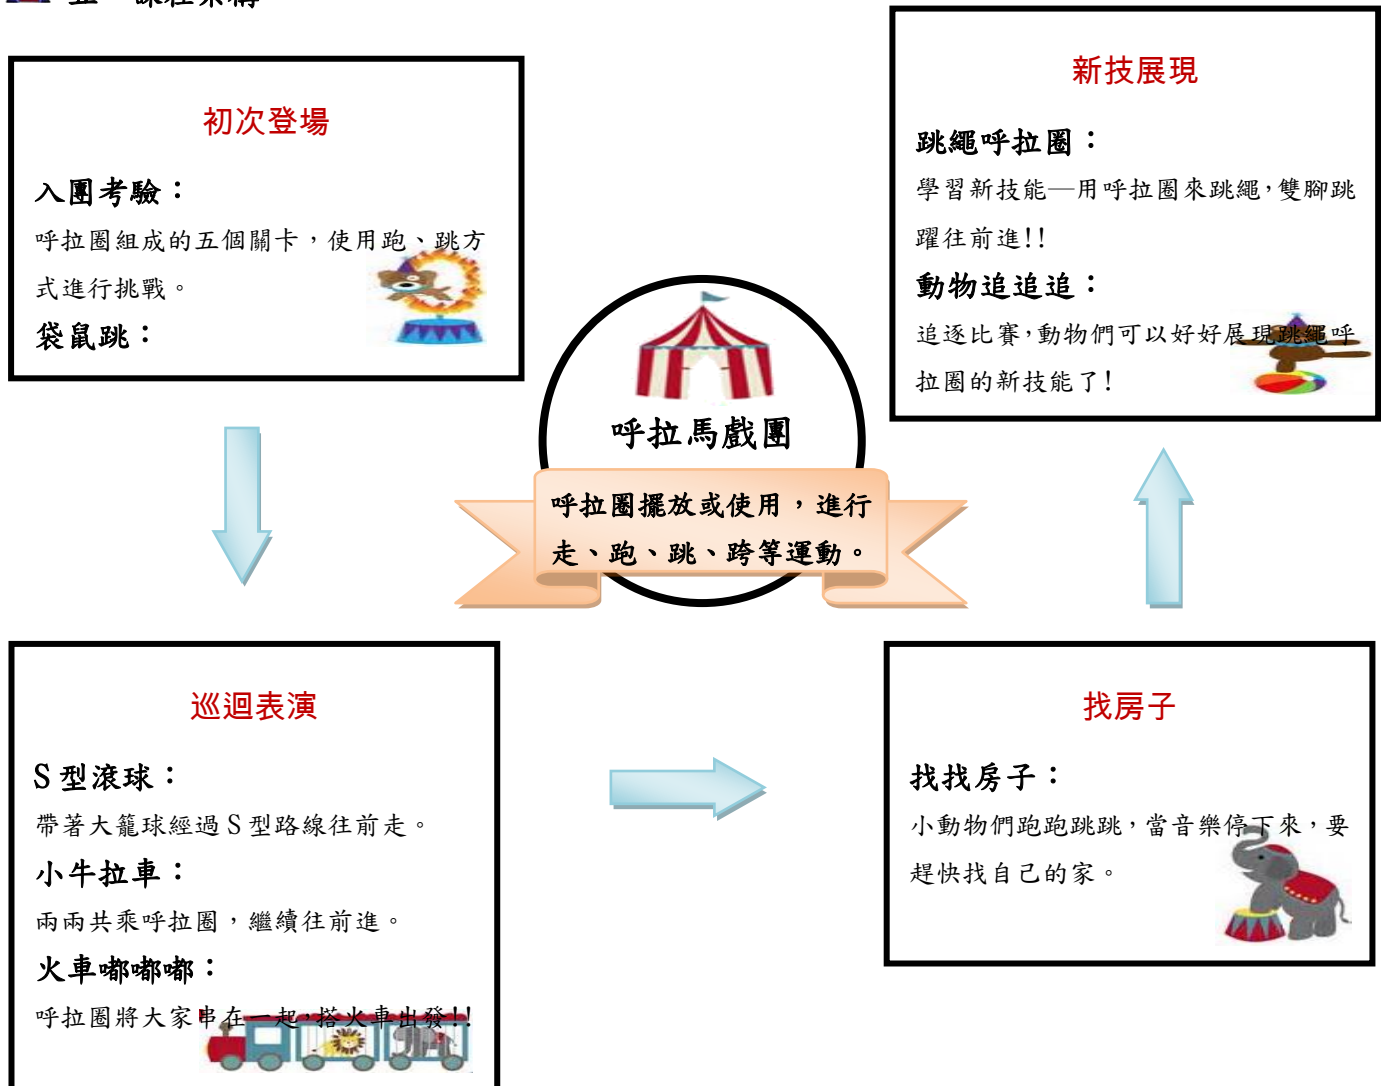 初次登場
入團考驗：
呼拉圈組成的五個關卡，使用跑、跳方
式進行挑戰。
袋鼠跳：
新技展現
跳繩呼拉圈：
學習新技能—用呼拉圈來跳繩，雙腳跳
躍往前進!!
動物追追追：
追逐比賽，動物們可以好好展現跳繩呼
拉圈的新技能了!
呼拉馬戲團
呼拉圈擺放或使用，進行
走、跑、跳、跨等運動。
巡迴表演
S 型滾球：
帶著大籠球經過 S 型路線往前走。
小牛拉車：
兩兩共乘呼拉圈，繼續往前進。
火車嘟嘟嘟：
呼拉圈將大家串在一起，搭火車出發!!
找房子
找找房子：
小動物們跑跑跳跳，當音樂停下來，要
趕快找自己的家。